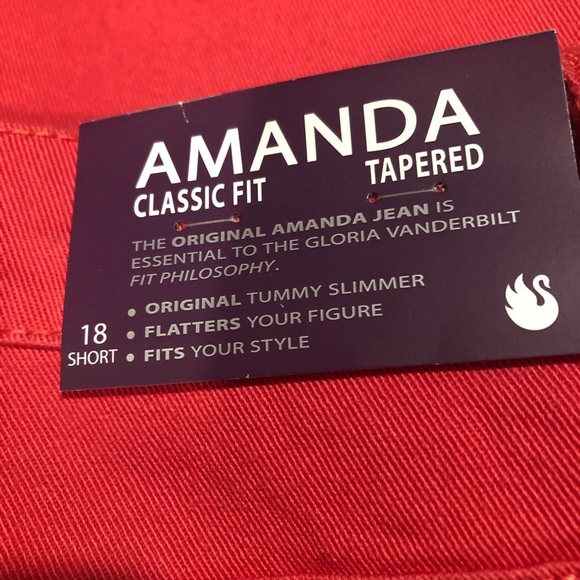 AMANDA
CLASSIC FIT TAPERED
THE ORIGINAL AMANDA JEAN IS
ESSENTIAL TO THE GLORIA VANDERBILT
FIT PHILOSOPHY.
• ORIGINAL TUMMY SLIMMER
• FLATTERS YOUR FIGURE
• FITS YOUR STYLE
18
SHORT